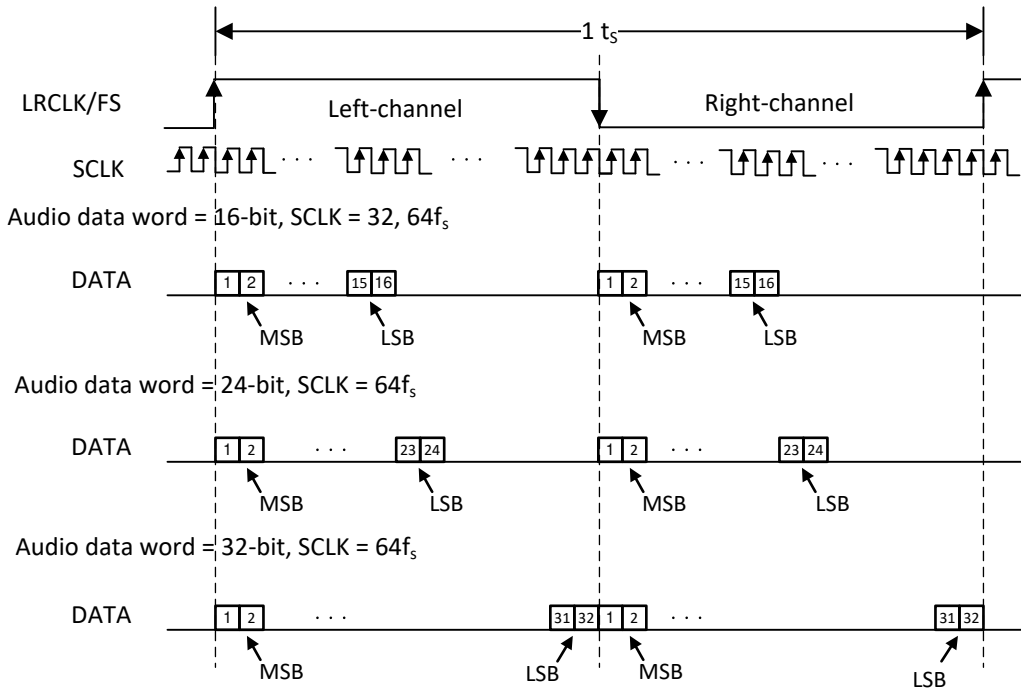 1 tS
LRCLK/FS
Left-channel
Right-channel
SCLK
. . .
. . .
. . .
. . .
Audio data word = 16-bit, SCLK = 32, 64fs
DATA
1 2 . . . 15 16 1 2 . . . 15 16
MSB LSB MSB LSB
Audio data word = 24-bit, SCLK = 64fs
DATA
1 2 . . . 23 24 1 2 . . . 23 24
MSB LSB MSB LSB
Audio data word = 32-bit, SCLK = 64fs
DATA
1 2 . . . 31 32 1 2 . . . 31 32
MSB LSB MSB LSB